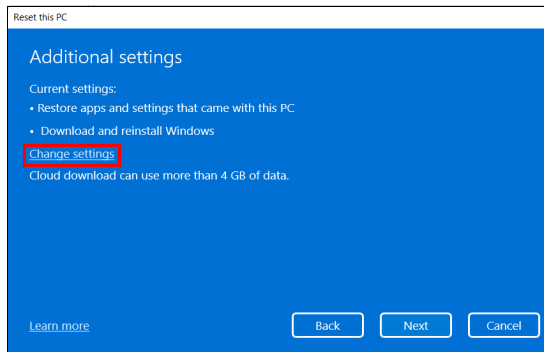 Reset this PC
Additional settings
Current settings:
• Restore apps and settings that came with this PC
• Download and reinstall Windows
Change settings
Cloud download can use more than 4 GB of data.
Learn more
Back
Next
Cancel